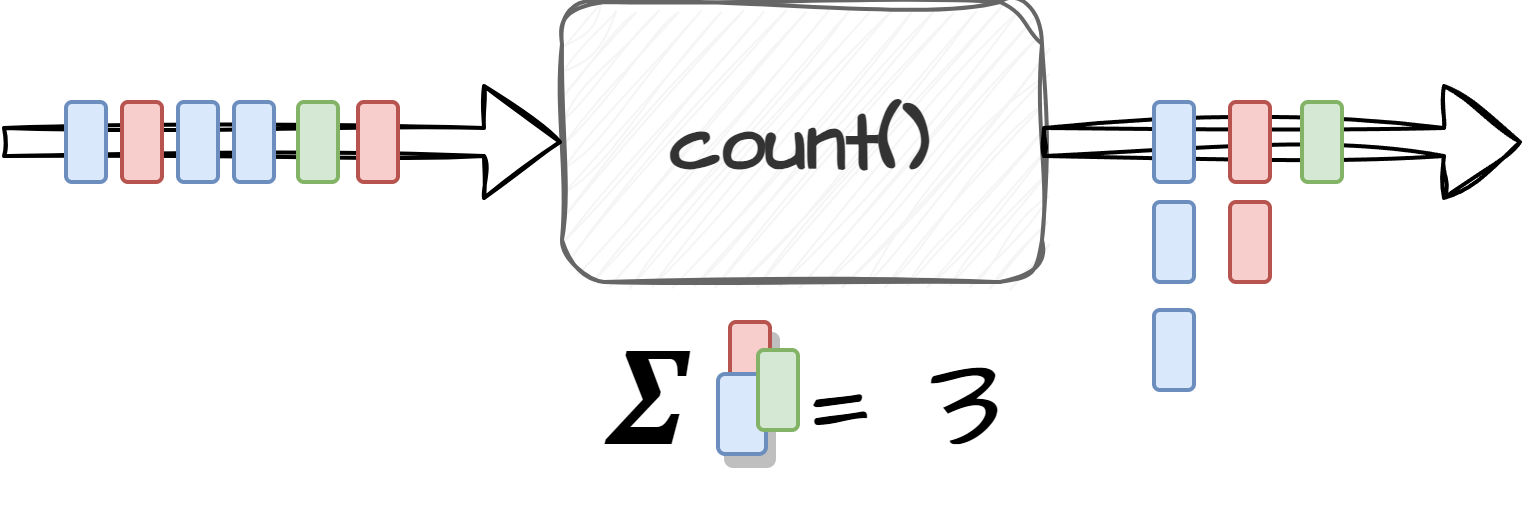 count()
Σ = 3